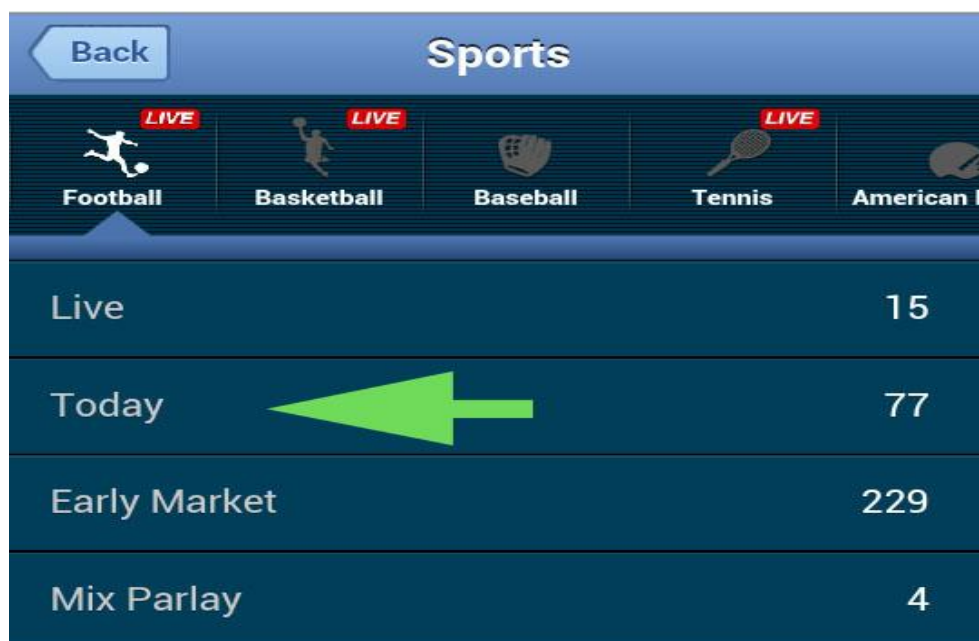 Back
Sports
LIVE LIVE LIVE
Football Basketball Baseball Tennis American
Live 15
Today 77
Early Market 229
Mix Parlay 4